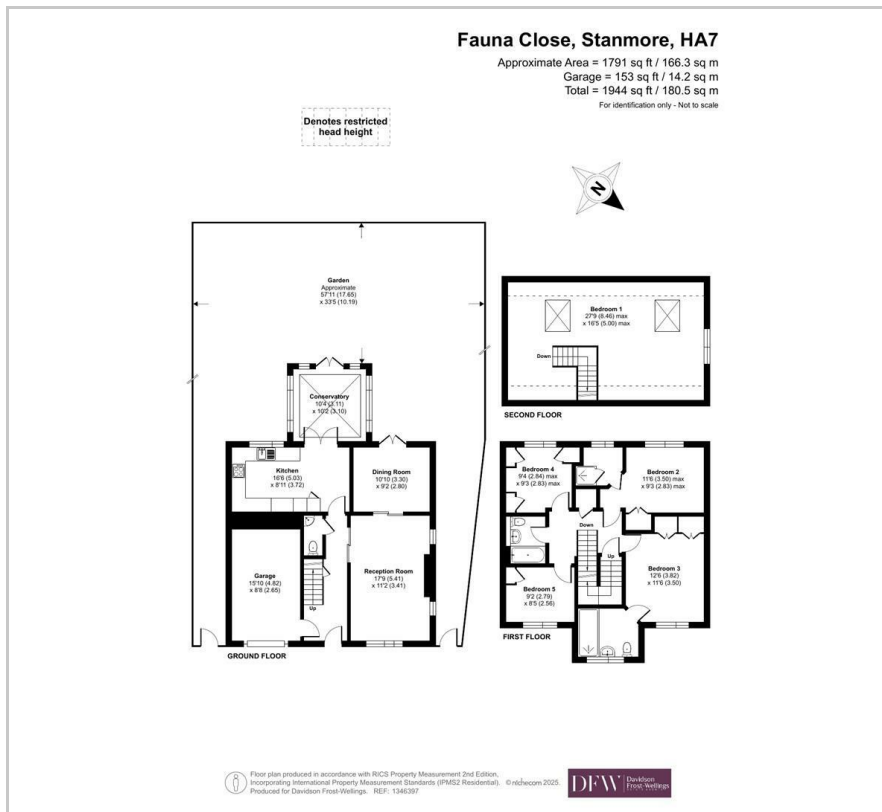 Fauna Close, Stanmore, HA7
Approximate Area = 1791 sq ft / 166.3 sq m
Garage = 153 sq ft / 14.2 sq m
Total = 1944 sq ft / 180.5 sq m
For identification only - Not to scale
Denotes restricted
head height
N
Garden
Approximate
57'11 (17.65)
x 33'5 (10.19)
Conservatory
10'4 (3.11)
x 10'2 (3.10)
Kitchen
16'6 (5.03)
x 8'11 (3.72)
Dining Room
10'10 (3.30)
x 9'2 (2.80)
Garage
15'10 (4.82)
x 8'8 (2.65)
Up
Reception Room
17'9 (5.41)
x 11'2 (3.41)
GROUND FLOOR
Bedroom 1
27'9 (8.46) max
x 16'5 (5.00) max
Down
SECOND FLOOR
Bedroom 4
9'4 (2.84) max
x 9'3 (2.83) max
Bedroom 2
11'6 (3.50) max
x 9'3 (2.83) max
Down
Up
Bedroom 3
12'6 (3.82)
x 11'6 (3.50)
Bedroom 5
9'2 (2.79)
x 8'5 (2.56)
FIRST FLOOR
Floor plan produced in accordance with RICS Property Measurement 2nd Edition,
Incorporating International Property Measurement Standards (IPMS2 Residential). © nichecom 2025.
Produced for Davidson Frost-Wellings. REF: 1346397
DFW
Davidson
Frost-Wellings